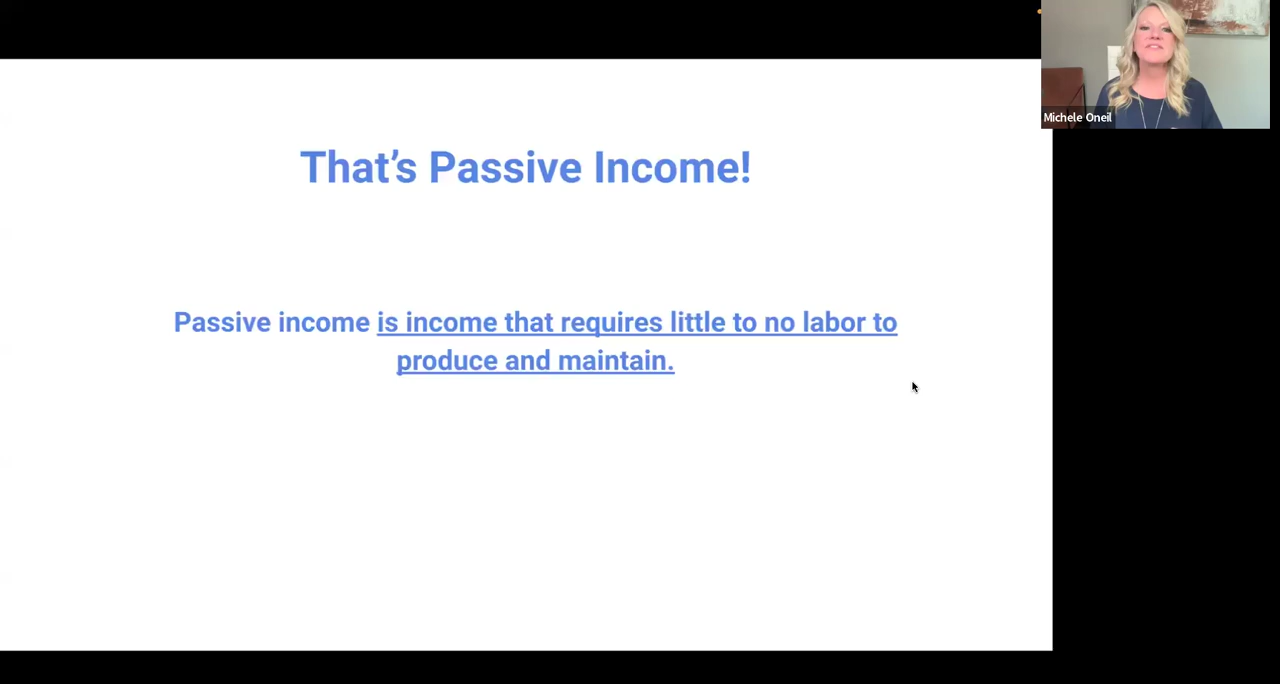 Michele Oneil
That’s Passive Income!
Passive income is income that requires little to no labor to
produce and maintain.